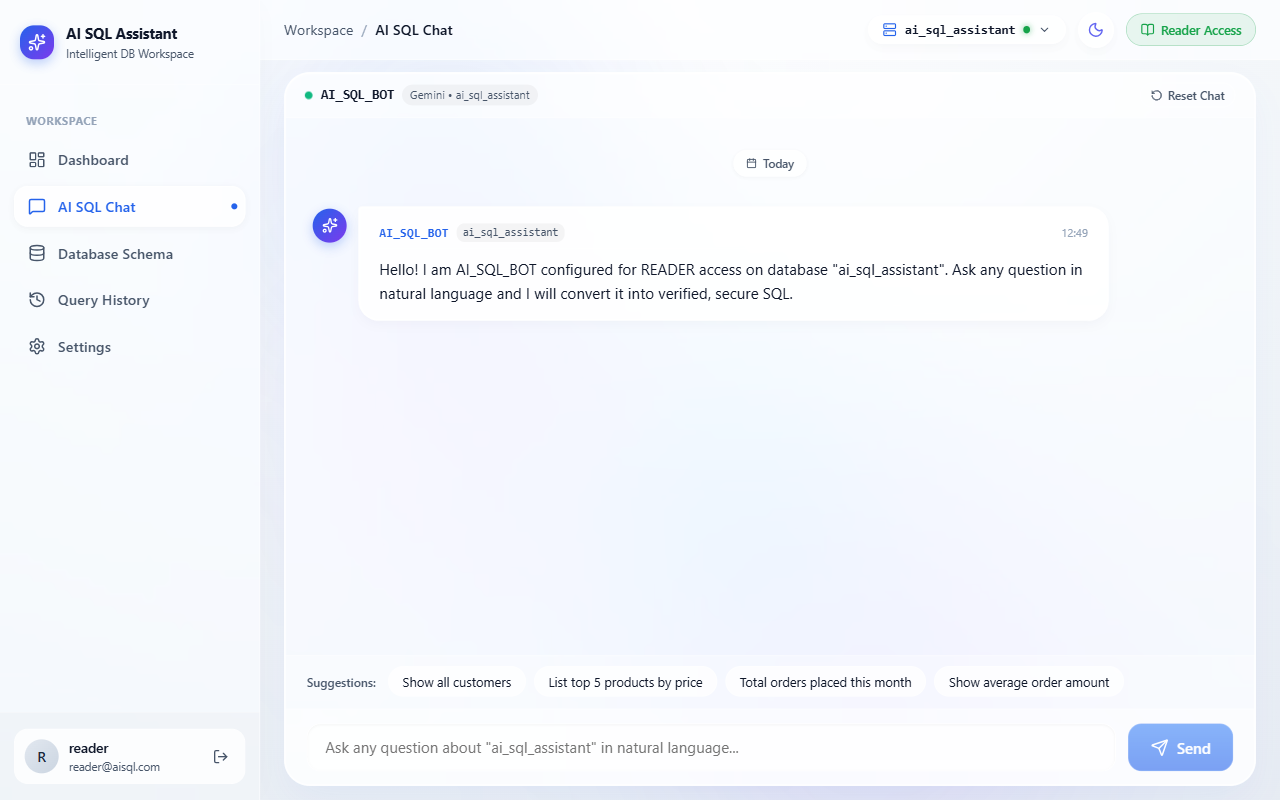 AI SQL Assistant
Intelligent DB Workspace
WORKSPACE
Dashboard
AI SQL Chat
Database Schema
Query History
Settings
R
reader
reader@aisql.com
Workspace / AI SQL Chat
ai_sql_assistant
Reader Access
AI_SQL_BOT
Gemini • ai_sql_assistant
Reset Chat
Today
AI_SQL_BOT
ai_sql_assistant
12:49
Hello! I am AI_SQL_BOT configured for READER access on database "ai_sql_assistant". Ask any question in
natural language and I will convert it into verified, secure SQL.
Suggestions:
Show all customers
List top 5 products by price
Total orders placed this month
Show average order amount
Ask any question about "ai_sql_assistant" in natural language...
Send